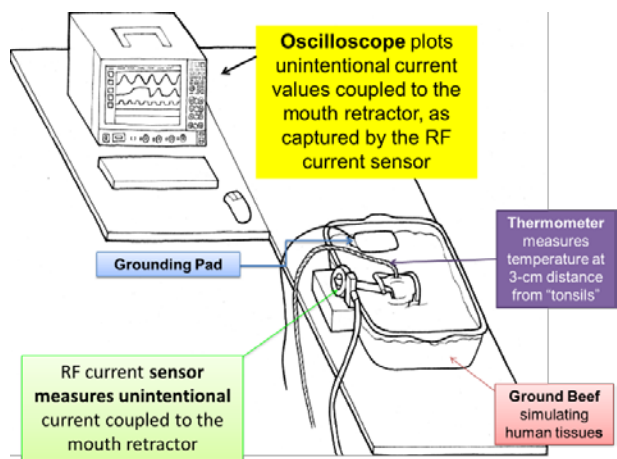 Oscilloscope plots
unintentional current
values coupled to the
mouth retractor, as
captured by the RF
current sensor
Thermometer
measures
temperature at
3-cm distance
from “tonsils”
Grounding Pad
RF current sensor
measures unintentional
current coupled to the
mouth retractor
Ground Beef
simulating
human tissues